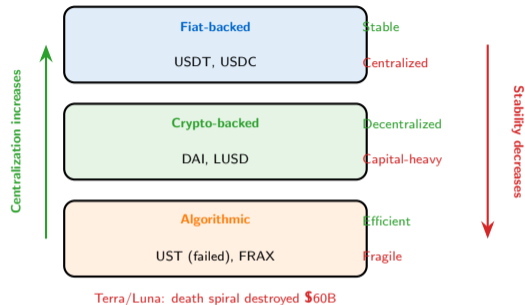 Fiat-backed
Stable
USDT, USDC
Centralized
Centralization increases
Crypto-backed
Decentralized
DAI, LUSD
Capital-heavy
Stability decreases
Algorithmic
Efficient
UST (failed), FRAX
Fragile
Terra/Luna: death spiral destroyed $60B